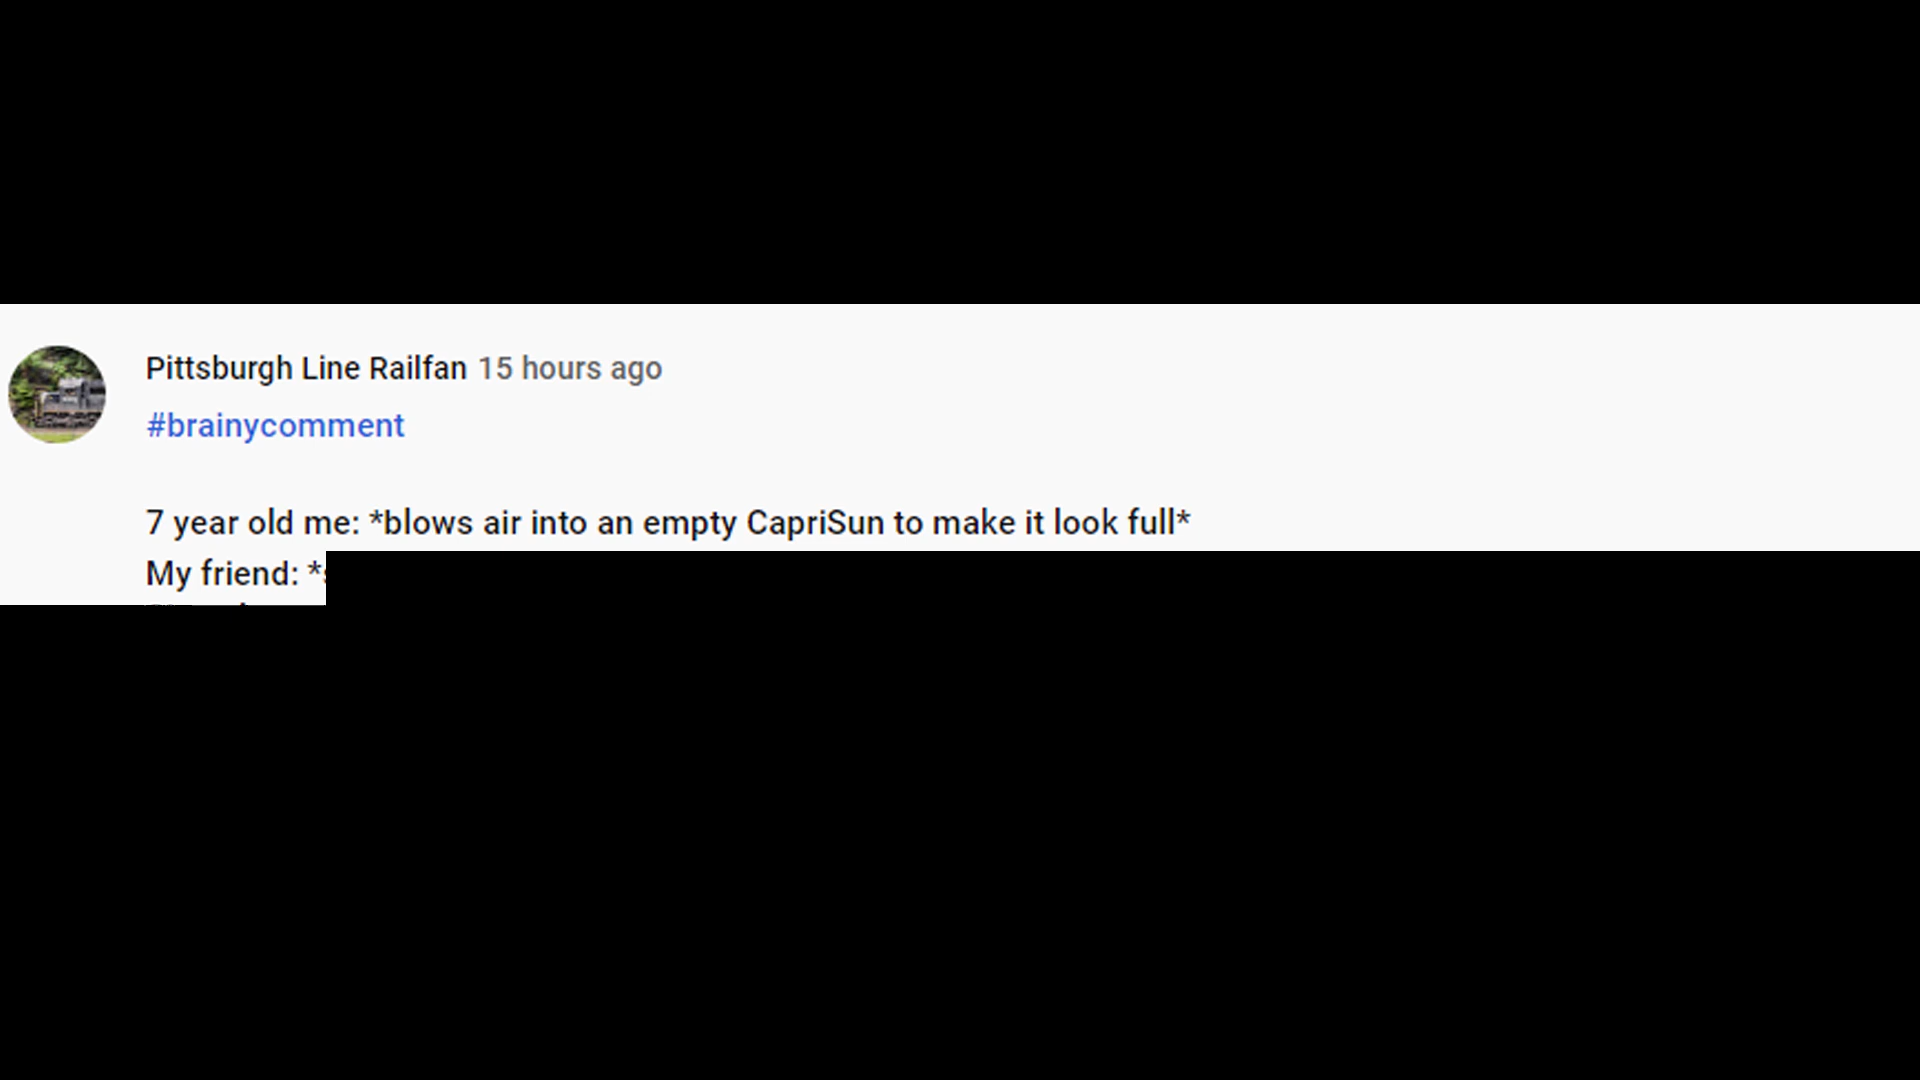 Pittsburgh Line Railfan 15 hours ago
#brainycomment
7 year old me: *blows air into an empty CapriSun to make it look full*
My friend: *